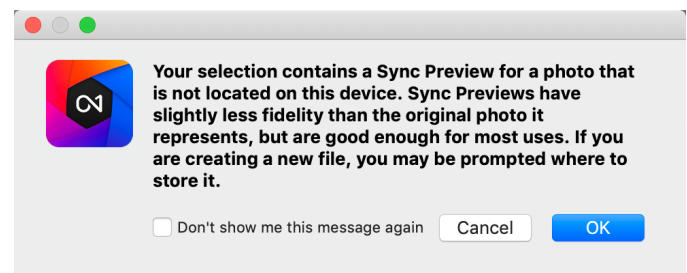 Your selection contains a Sync Preview for a photo that
is not located on this device. Sync Previews have
slightly less fidelity than the original photo it
represents, but are good enough for most uses. If you
are creating a new file, you may be prompted where to
store it.
Don't show me this message again
Cancel
OK